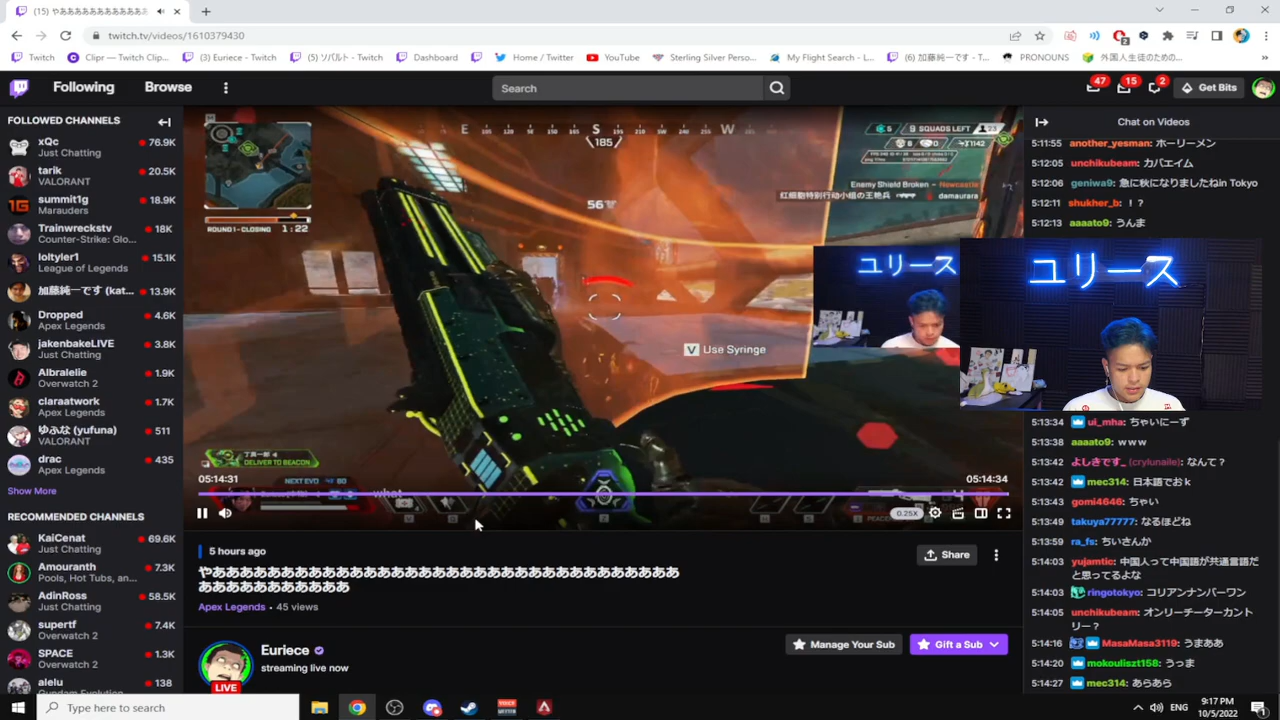 (15) やああああああああああああ
twitch.tv/videos/1610379430
Twitch
Clipr — Twitch Clip...
(3) Euriece - Twitch
(5) ソバルト - Twitch
Dashboard
Home / Twitter
YouTube
Sterling Silver Perso...
My Flight Search - L...
(6) 加藤純一です - T...
PRONOUNS
外国人生徒のための...
Following
Browse
Search
47
15
2
Get Bits
FOLLOWED CHANNELS
xQc
76.9K
Just Chatting
tarik
20.5K
VALORANT
summit1g
18.9K
Marauders
Trainwreckstv
18K
Counter-Strike: Glo...
loltyler1
15.1K
League of Legends
加藤純一です (kat...
13.9K
Dropped
4.6K
Apex Legends
jakenbakeLIVE
3.8K
Just Chatting
Albralelie
1.9K
Overwatch 2
claraatwork
1.7K
Apex Legends
ゆふな (yufuna)
511
VALORANT
drac
435
Apex Legends
Show More
RECOMMENDED CHANNELS
KaiCenat
69.6K
Just Chatting
Amouranth
7.3K
Pools, Hot Tubs, an...
AdinRoss
58.5K
Just Chatting
supertf
7.4K
Overwatch 2
SPACE
1.3K
Overwatch 2
alelu
138
E
S
W
185
9 SQUADS LEFT
23
1142
Enemy Shield Broken - Newcastle
damaurara
ROUND 1 - CLOSING
1:22
56
V Use Syringe
ユリース
DELIVER TO BEACON
NEXT EVO
80
what
05:14:31
05:14:34
0.25X
5 hours ago
Share
やあああああああああああああああああああああああああああああああああああ
あああああああああああ
Apex Legends • 45 views
Manage Your Sub
Gift a Sub
Euriece
streaming live now
LIVE
Chat on Videos
5:11:55 another_yesman: ホーリーメン
5:12:05 unchikubeam: カバエイム
5:12:06 geniwa9: 急に秋になりましたねin Tokyo
5:12:11 shukher_b: ！？
5:12:13 aaaato9: うんま
ユリース
5:13:34 ui_mha: ちゃいにーず
5:13:38 aaaato9: w w w
5:13:42 よしきです_ (crylunaile): なんて？
5:13:42 mec314: 日本語でおk
5:13:43 gomi4646: ちゃい
5:13:49 takuya77777: なるほどね
5:13:59 ra_fs: ちいさんか
5:14:03 yujamtic: 中国人って中国語が共通言語だ
と思ってるよな
5:14:03 ringotokyo: コリアンナンバーワン
5:14:05 unchikubeam: オンリーチーターカント
リー？
5:14:16 MasaMasa3119: うまああ
5:14:20 mokouliszt158: うっま
5:14:27 mec314: あらあら
Type here to search
ENG
9:17 PM
10/5/2022